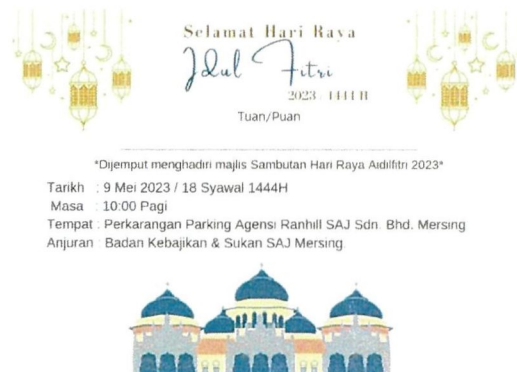 Selamat Hari Raya
Idul Fitri
2023 / 1444 H
Tuan/Puan
*Dijemput menghadiri majlis Sambutan Hari Raya Aidilfitri 2023*
Tarikh : 9 Mei 2023 / 18 Syawal 1444H
Masa : 10:00 Pagi
Tempat : Perkarangan Parking Agensi Ranhill SAJ Sdn. Bhd. Mersing
Anjuran : Badan Kebajikan & Sukan SAJ Mersing